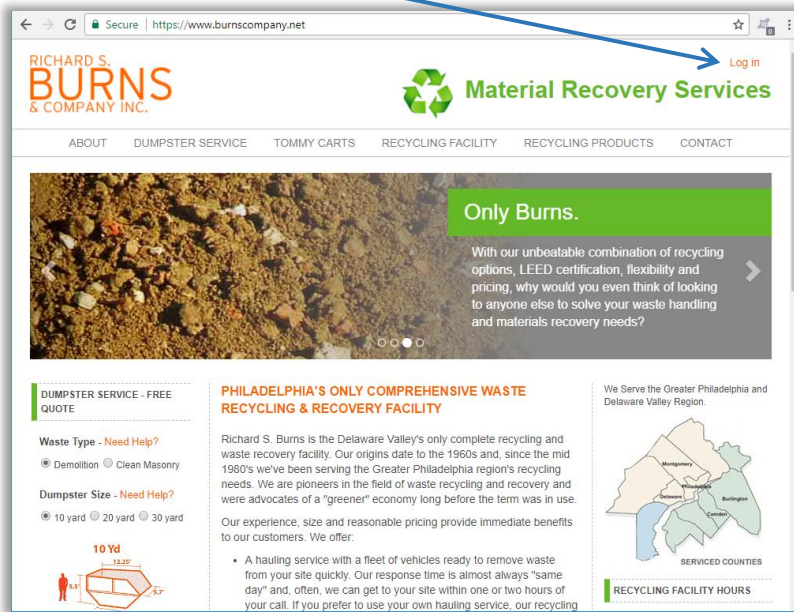 Secure | https://www.burnscompany.net
0
Log in
RICHARD S.
BURNS
& COMPANY INC.
Material Recovery Services
ABOUT DUMPSTER SERVICE TOMMY CARTS RECYCLING FACILITY RECYCLING PRODUCTS CONTACT
Only Burns.
With our unbeatable combination of recycling
options, LEED certification, flexibility and
pricing, why would you even think of looking
to anyone else to solve your waste handling
and materials recovery needs?
DUMPSTER SERVICE - FREE
QUOTE
Waste Type - Need Help?
Demolition Clean Masonry
Dumpster Size - Need Help?
10 yard 20 yard 30 yard
10 Yd
12.25'
5.5'
5.7'
PHILADELPHIA'S ONLY COMPREHENSIVE WASTE
RECYCLING & RECOVERY FACILITY
Richard S. Burns is the Delaware Valley's only complete recycling and
waste recovery facility. Our origins date to the 1960s and, since the mid
1980's we've been serving the Greater Philadelphia region's recycling
needs. We are pioneers in the field of waste recycling and recovery and
were advocates of a "greener" economy long before the term was in use.
Our experience, size and reasonable pricing provide immediate benefits
to our customers. We offer:
• A hauling service with a fleet of vehicles ready to remove waste
from your site quickly. Our response time is almost always "same
day" and, often, we can get to your site within one or two hours of
your call. If you prefer to use your own hauling service, our recycling
We Serve the Greater Philadelphia and
Delaware Valley Region.
Montgomery
Philadelphia
Delaware
Burlington
Camden
SERVICED COUNTIES
RECYCLING FACILITY HOURS